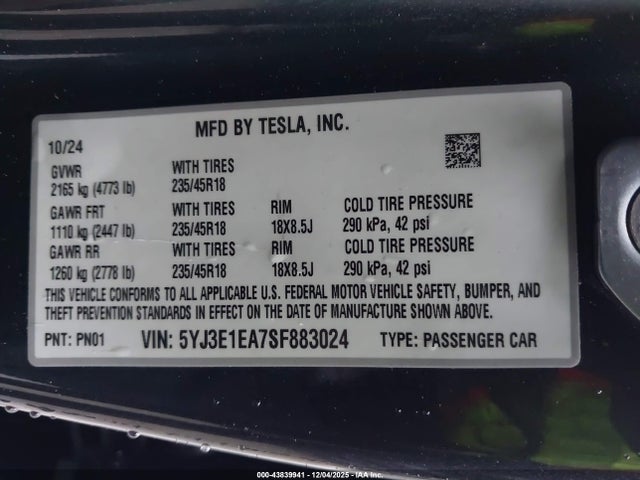 MFD BY TESLA, INC.
10/24
GVWR WITH TIRES
2165 kg (4773 lb) 235/45R18
GAWR FRT WITH TIRES RIM COLD TIRE PRESSURE
1110 kg (2447 lb) 235/45R18 18X8.5J 290 kPa, 42 psi
GAWR RR WITH TIRES RIM COLD TIRE PRESSURE
1260 kg (2778 lb) 235/45R18 18X8.5J 290 kPa, 42 psi
THIS VEHICLE CONFORMS TO ALL APPLICABLE U.S. FEDERAL MOTOR VEHICLE SAFETY, BUMPER, AND
THEFT PREVENTION STANDARDS IN EFFECT ON THE DATE OF MANUFACTURE SHOWN ABOVE.
PNT: PN01 VIN: 5YJ3E1EA7SF883024 TYPE: PASSENGER CAR
000-43839941 - 12/04/2025 - IAA Inc.